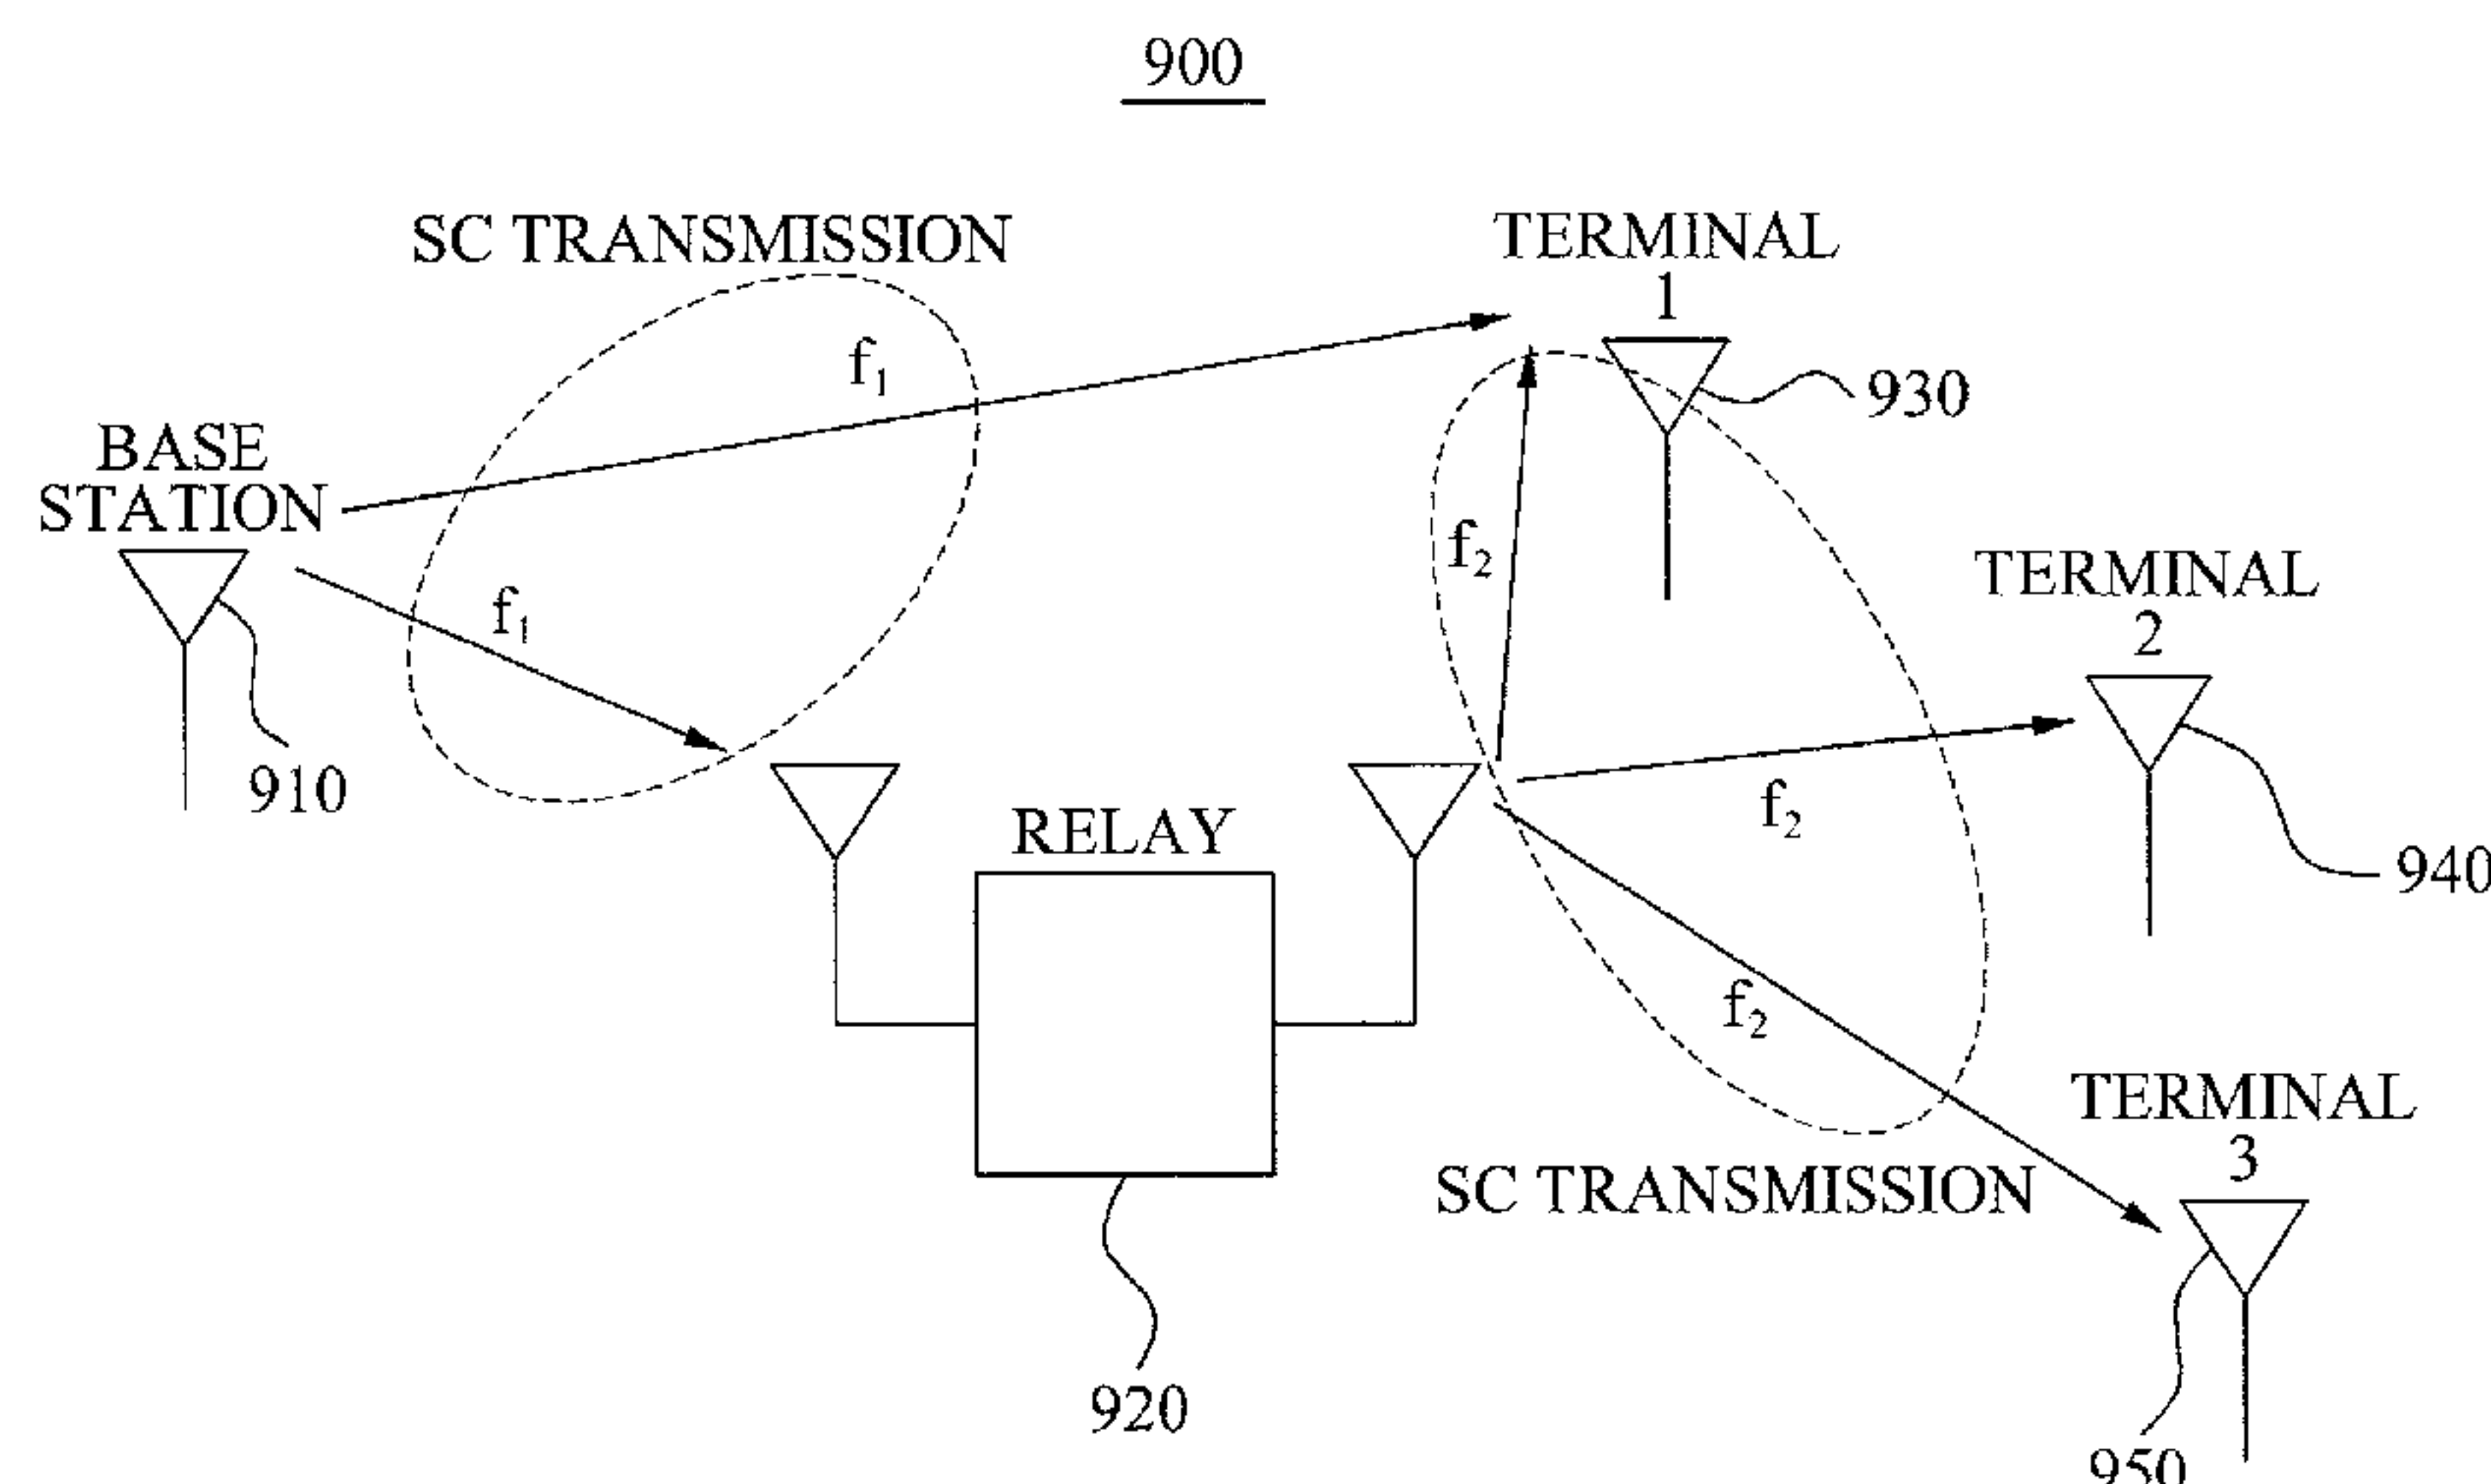 900
SC TRANSMISSION
TERMINAL
1
f₁
930
BASE
STATION
f₁
f₂
TERMINAL
2
910
RELAY
f₂
940
f₂
TERMINAL
3
SC TRANSMISSION
920
950